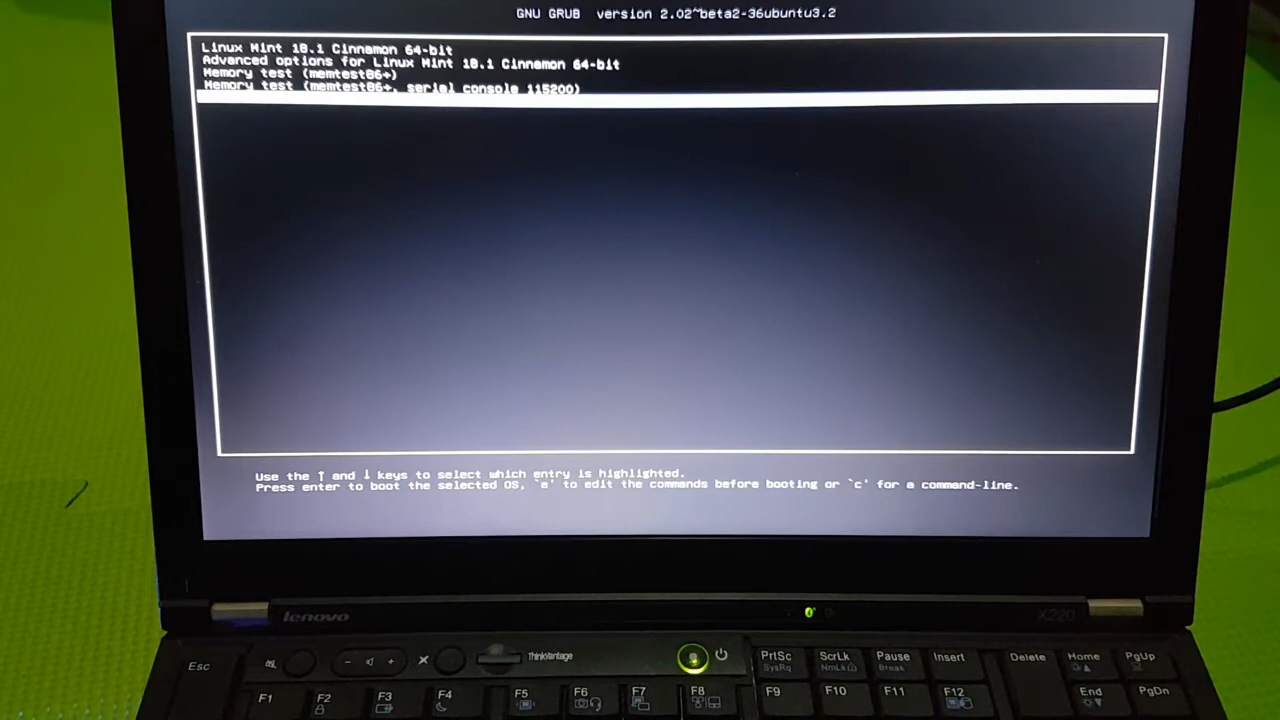 GNU GRUB version 2.02~beta2-36ubuntu3.2
Linux Mint 18.1 Cinnamon 64-bit
Advanced options for Linux Mint 18.1 Cinnamon 64-bit
Memory test (memtest86+)
Memory test (memtest86+, serial console 115200)
Use the ↑ and ↓ keys to select which entry is highlighted.
Press enter to boot the selected OS, `e' to edit the commands before booting or `c' for a command-line.
lenovo
X220
Esc
- + ThinkVantage
PrtSc
SysRq
ScrLk
NmLk
Pause
Break
Insert
Delete
Home
PgUp
F1 F2 F3 F4 F5 F6 F7 F8 F9 F10 F11 F12
End
PgDn